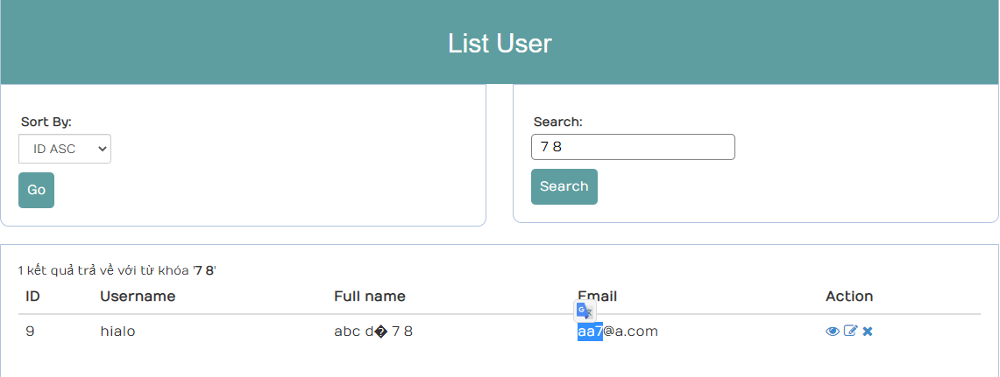 List User
Sort By:
ID ASC
Go
Search:
7 8
Search
1 kết quả trả về với từ khóa '7 8'
ID Username Full name Email Action
9 hialo abc d� 7 8 aa7@a.com